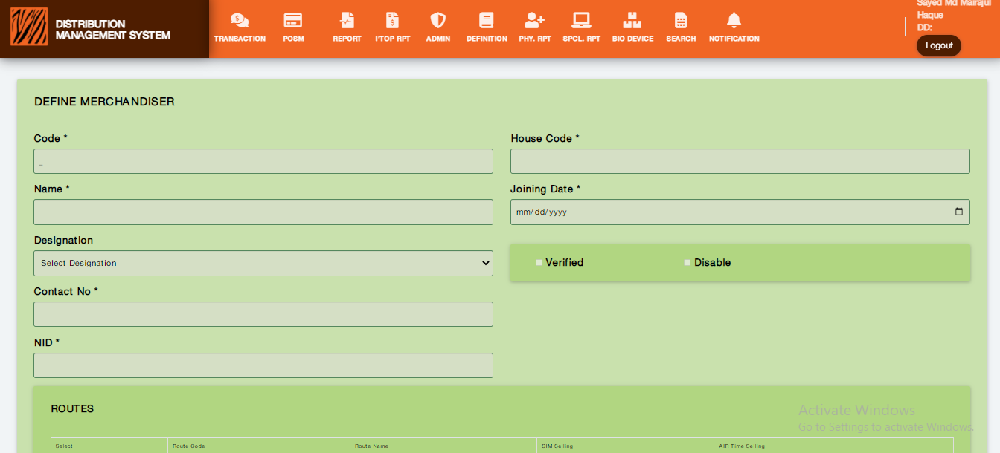 DISTRIBUTION
MANAGEMENT SYSTEM
TRANSACTION
POSM
REPORT
I'TOP RPT
ADMIN
DEFINITION
PHY. RPT
SPCL. RPT
BIO DEVICE
SEARCH
NOTIFICATION
Sayed Md Mairajul
Haque
DD:
Logout
DEFINE MERCHANDISER
Code *
_
House Code *
Name *
Joining Date *
mm/dd/yyyy
Designation
Select Designation
Verified
Disable
Contact No *
NID *
ROUTES
Select
Route Code
Route Name
SIM Selling
AIR Time Selling
Activate Windows
Go to Settings to activate Windows.